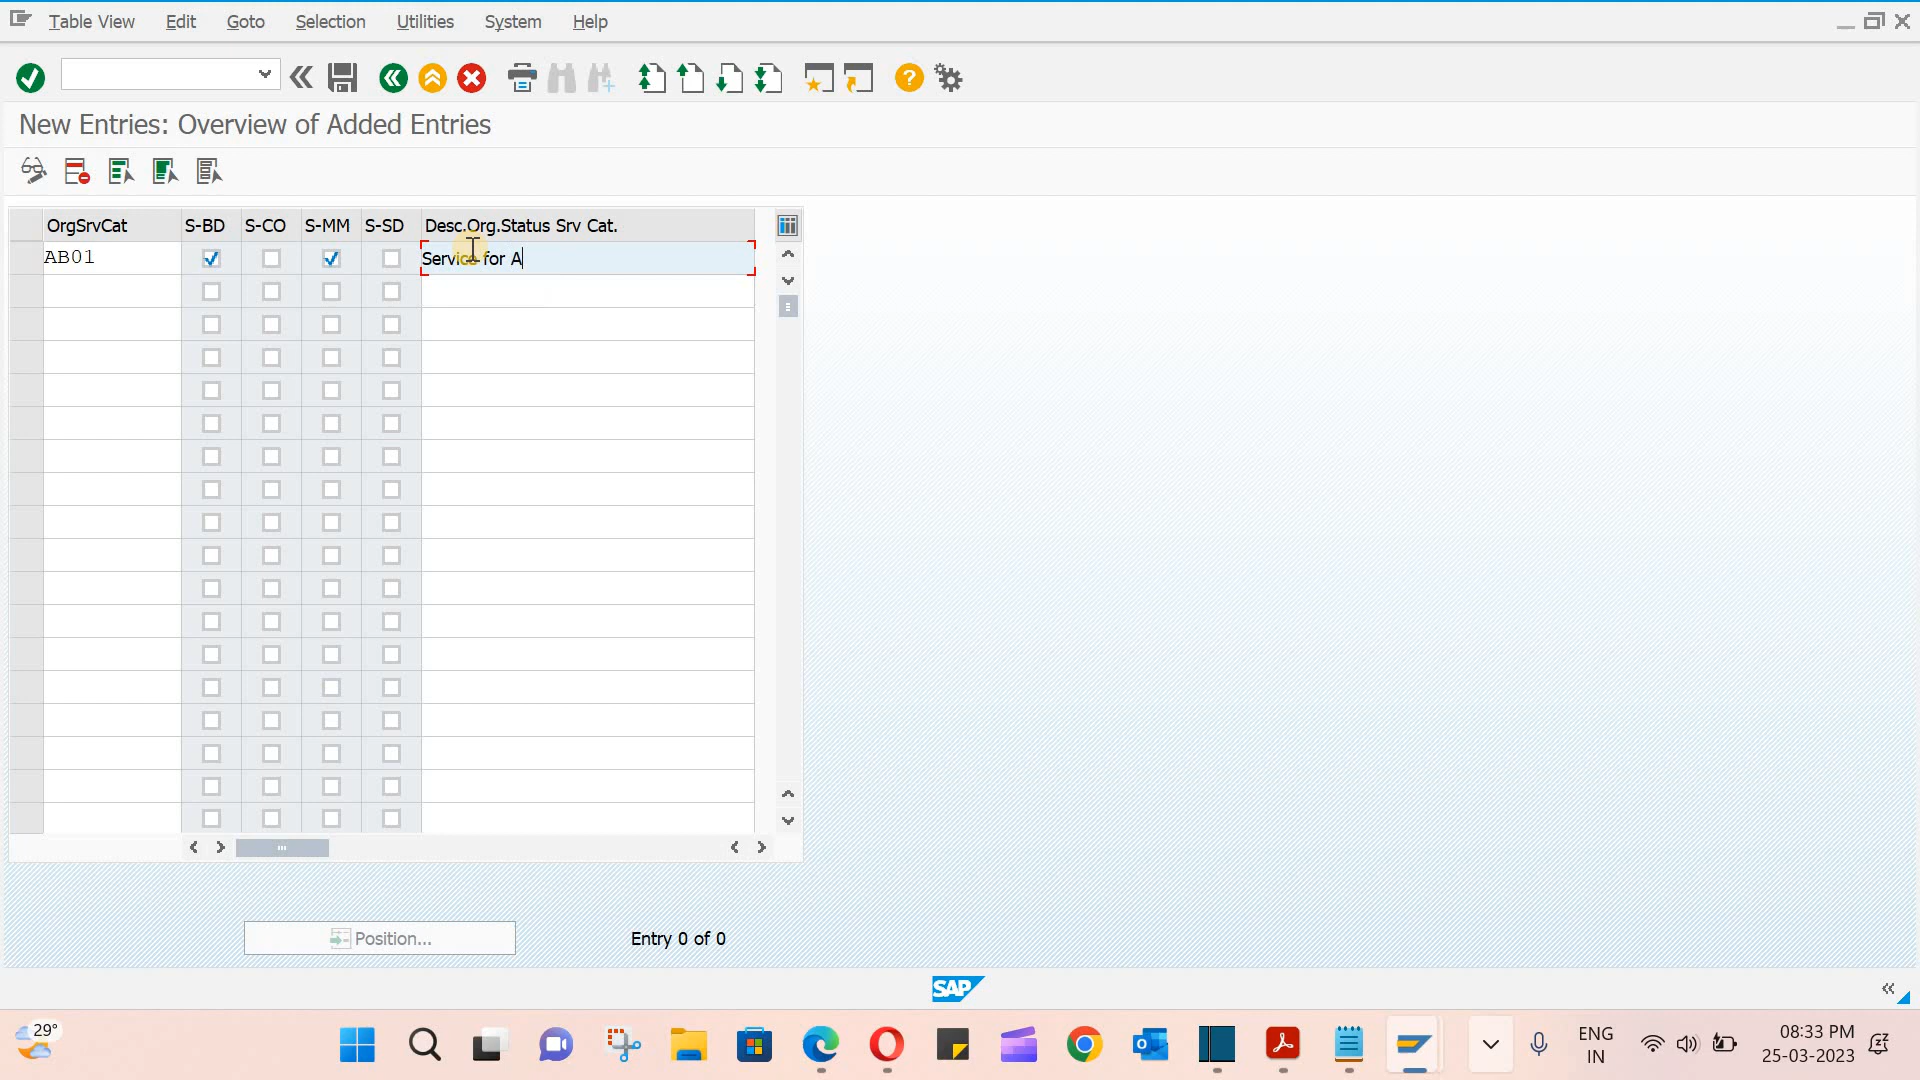 Table View Edit Goto Selection Utilities System Help
New Entries: Overview of Added Entries
OrgSrvCat S-BD S-CO S-MM S-SD Desc.Org.Status Srv Cat.
AB01 Service for A
Position... Entry 0 of 0
SAP
29°
ENG
IN
08:33 PM
25-03-2023